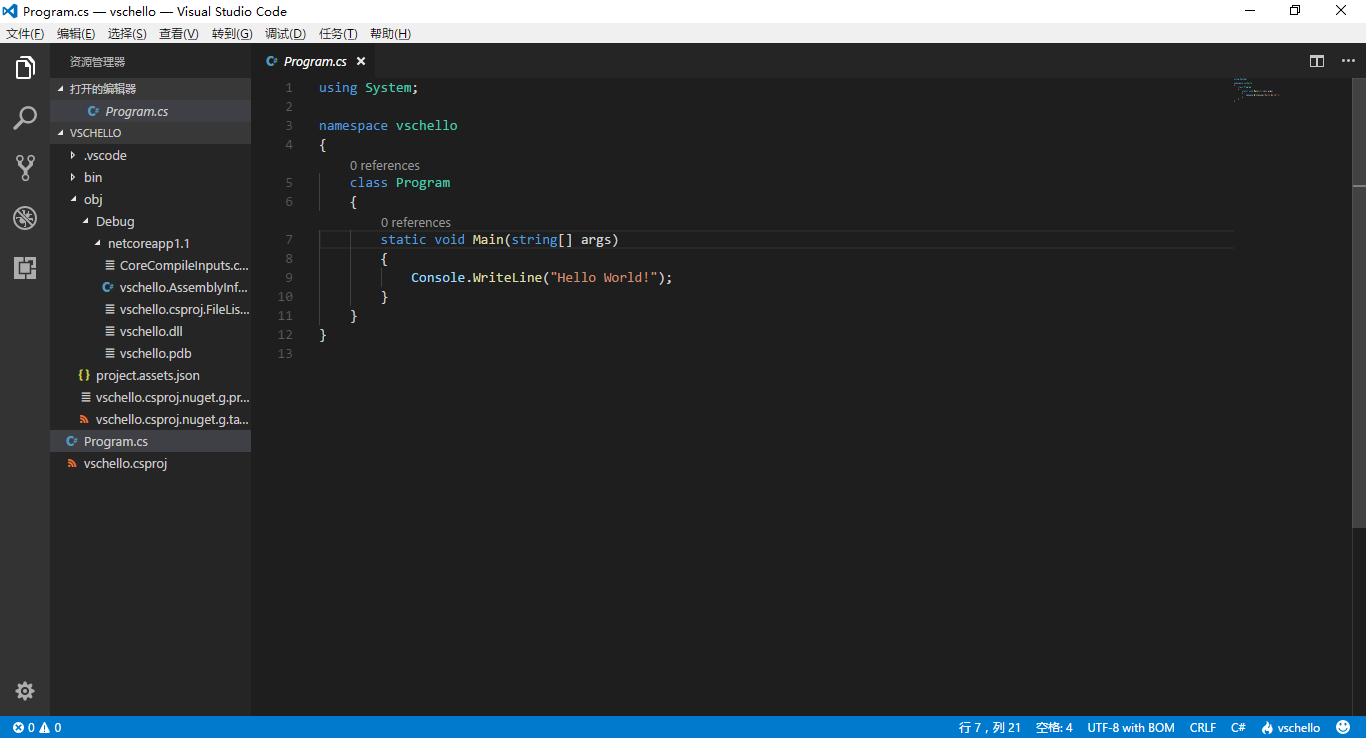 Program.cs — vschello — Visual Studio Code
文件(F) 编辑(E) 选择(S) 查看(V) 转到(G) 调试(D) 任务(T) 帮助(H)
资源管理器
打开的编辑器
Program.cs
VSCHELLO
.vscode
bin
obj
Debug
netcoreapp1.1
CoreCompileInputs.c...
vschello.AssemblyInf...
vschello.csproj.FileLis...
vschello.dll
vschello.pdb
project.assets.json
vschello.csproj.nuget.g.pr...
vschello.csproj.nuget.g.ta...
Program.cs
vschello.csproj
Program.cs
1 using System;
2
3 namespace vschello
4 {
0 references
5 class Program
6 {
0 references
7 static void Main(string[] args)
8 {
9 Console.WriteLine("Hello World!");
10 }
11 }
12 }
13
0 0 行 7，列 21 空格: 4 UTF-8 with BOM CRLF C# vschello